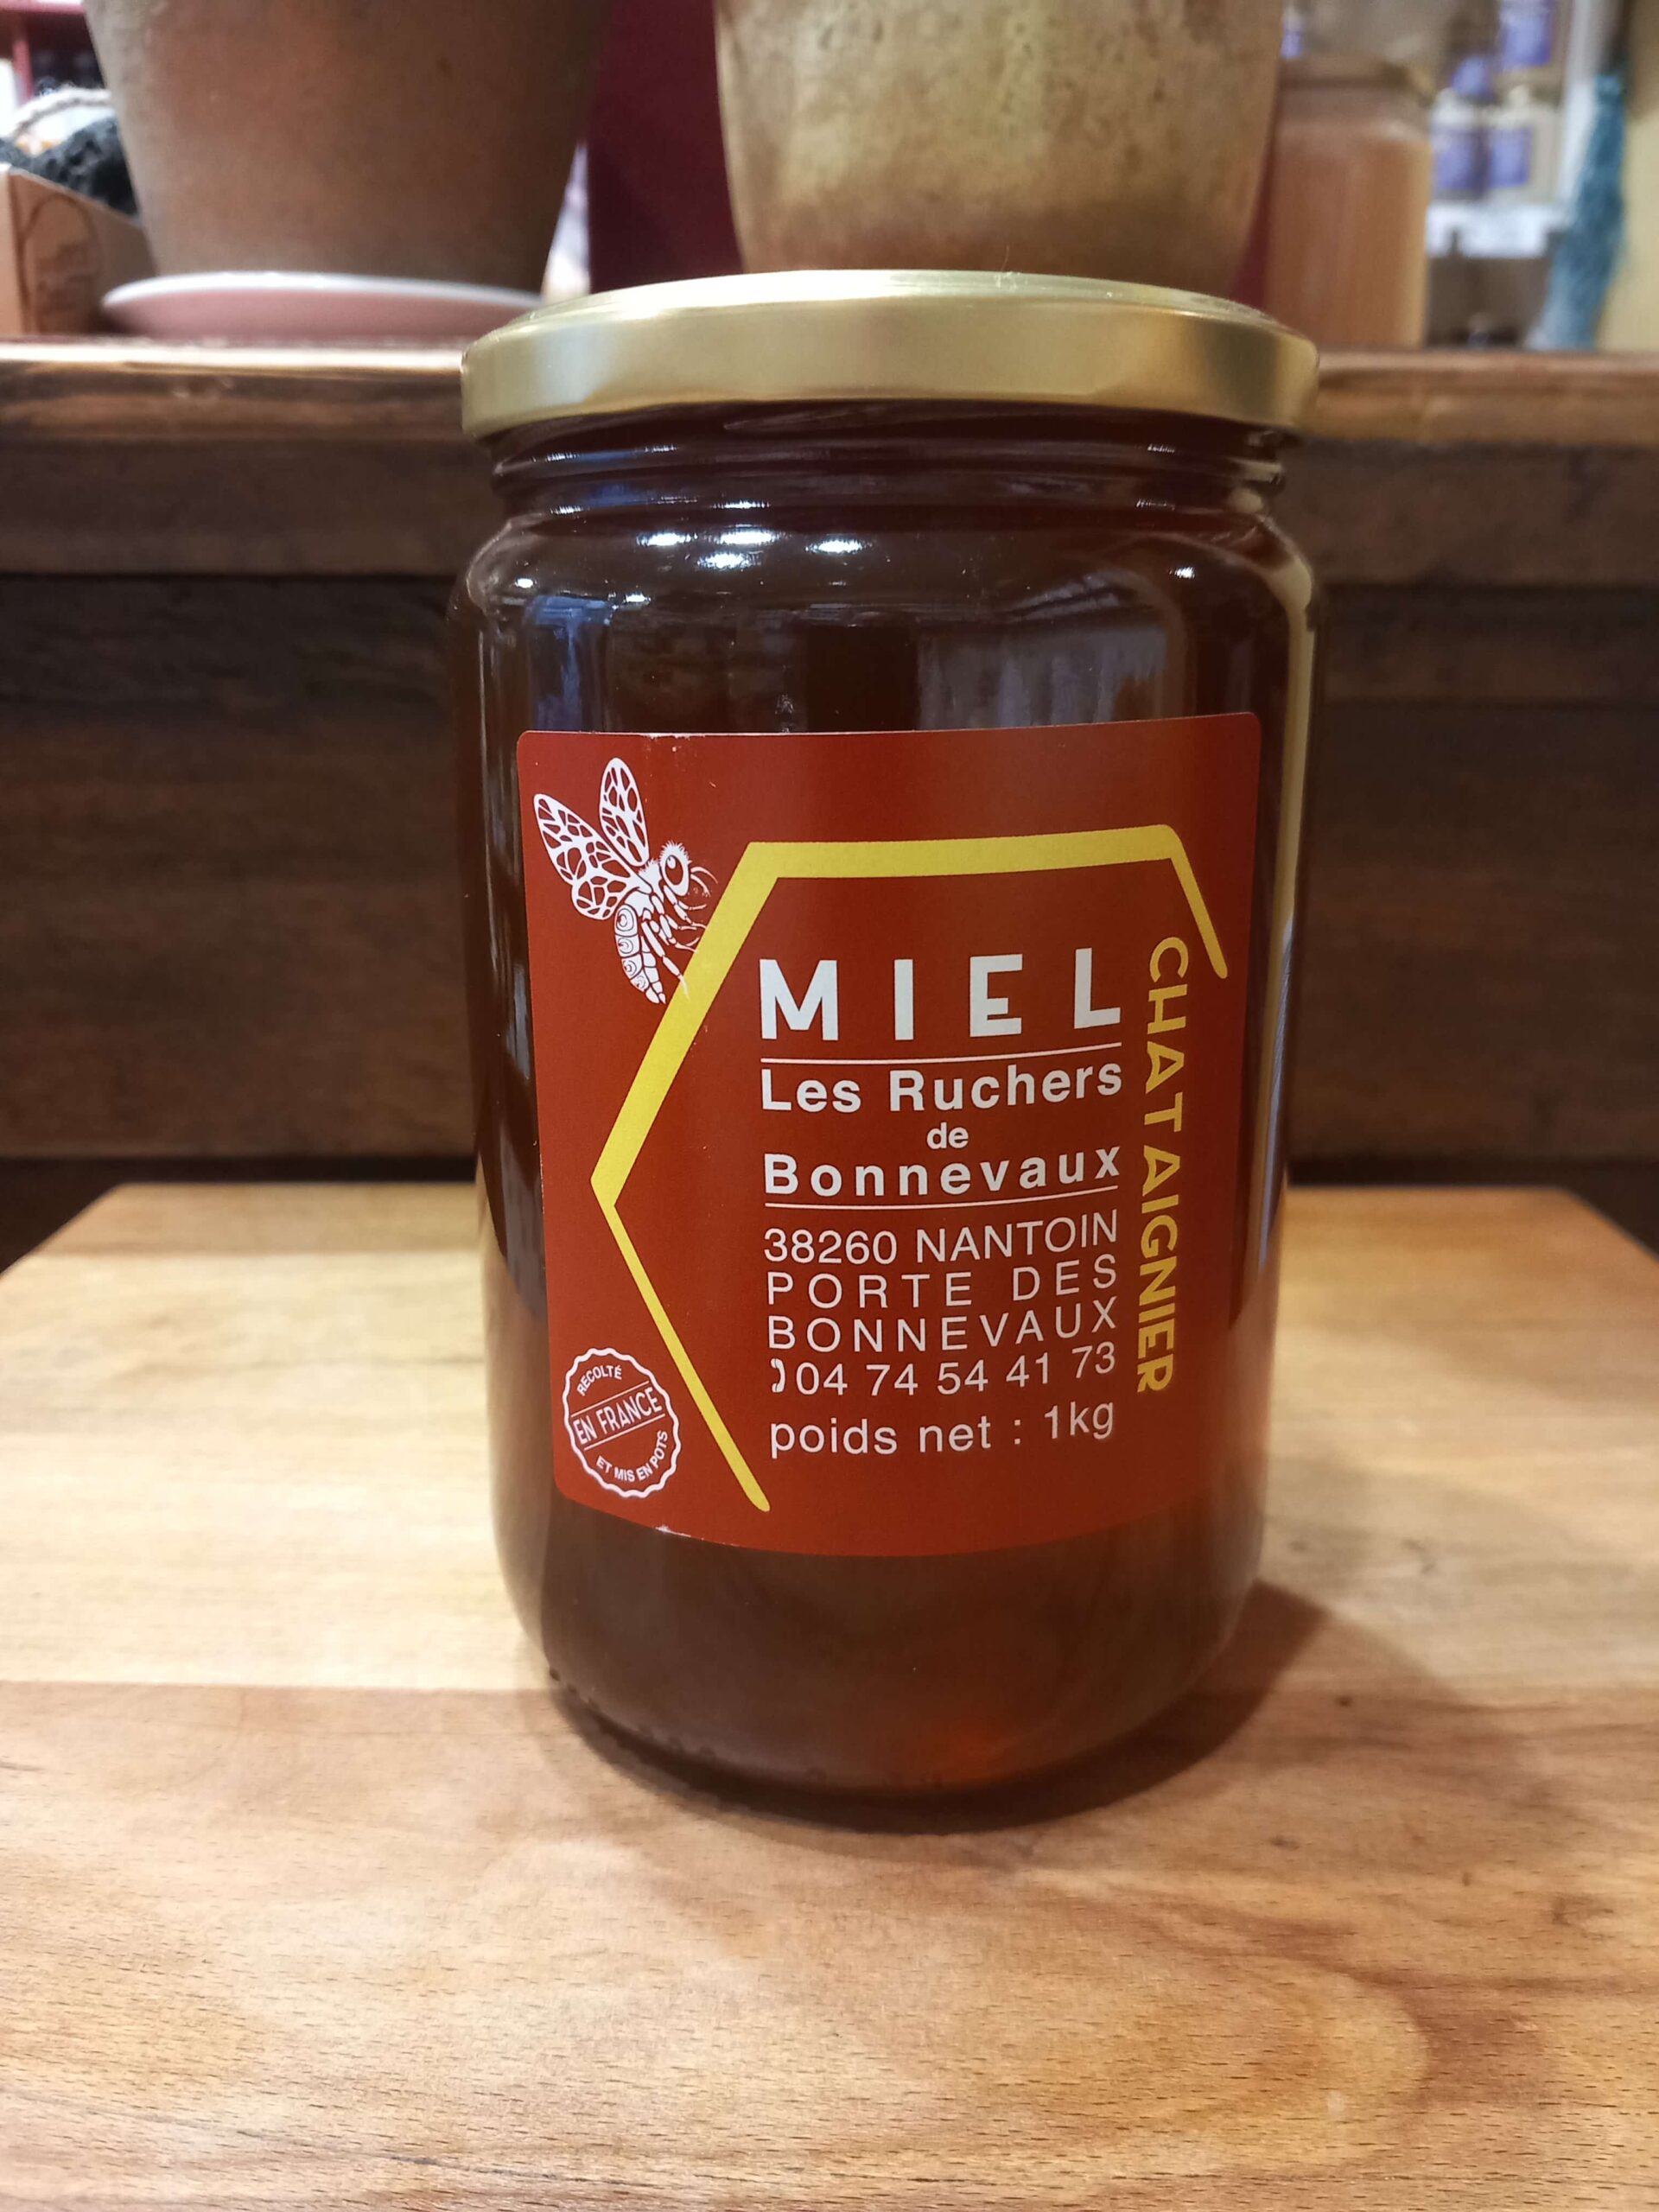 MIEL
Les Ruchers
de
Bonnevaux
38260 NANTOIN
PORTE DES
BONNEVAUX
04 74 54 41 73
poids net : 1kg
CHATAIGNIER
RÉCOLTÉ
EN FRANCE
ET MIS EN POTS